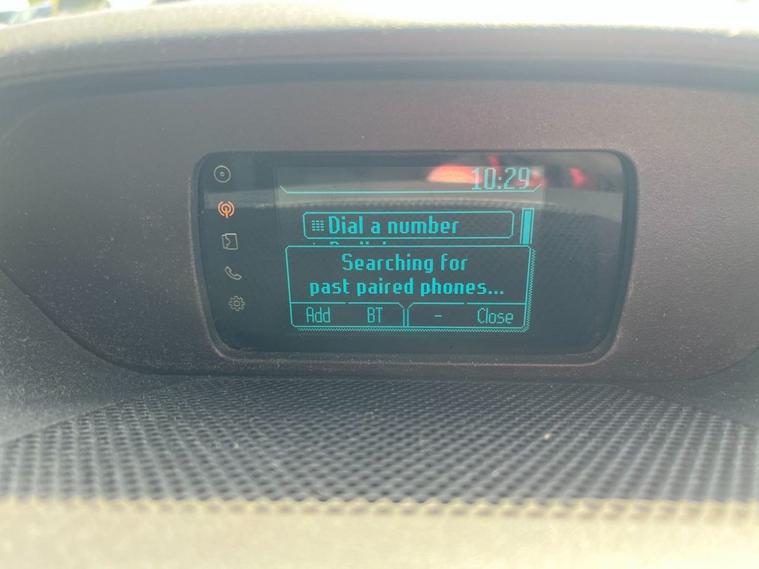 10:29
Dial a number
Searching for
past paired phones...
Add BT - Close